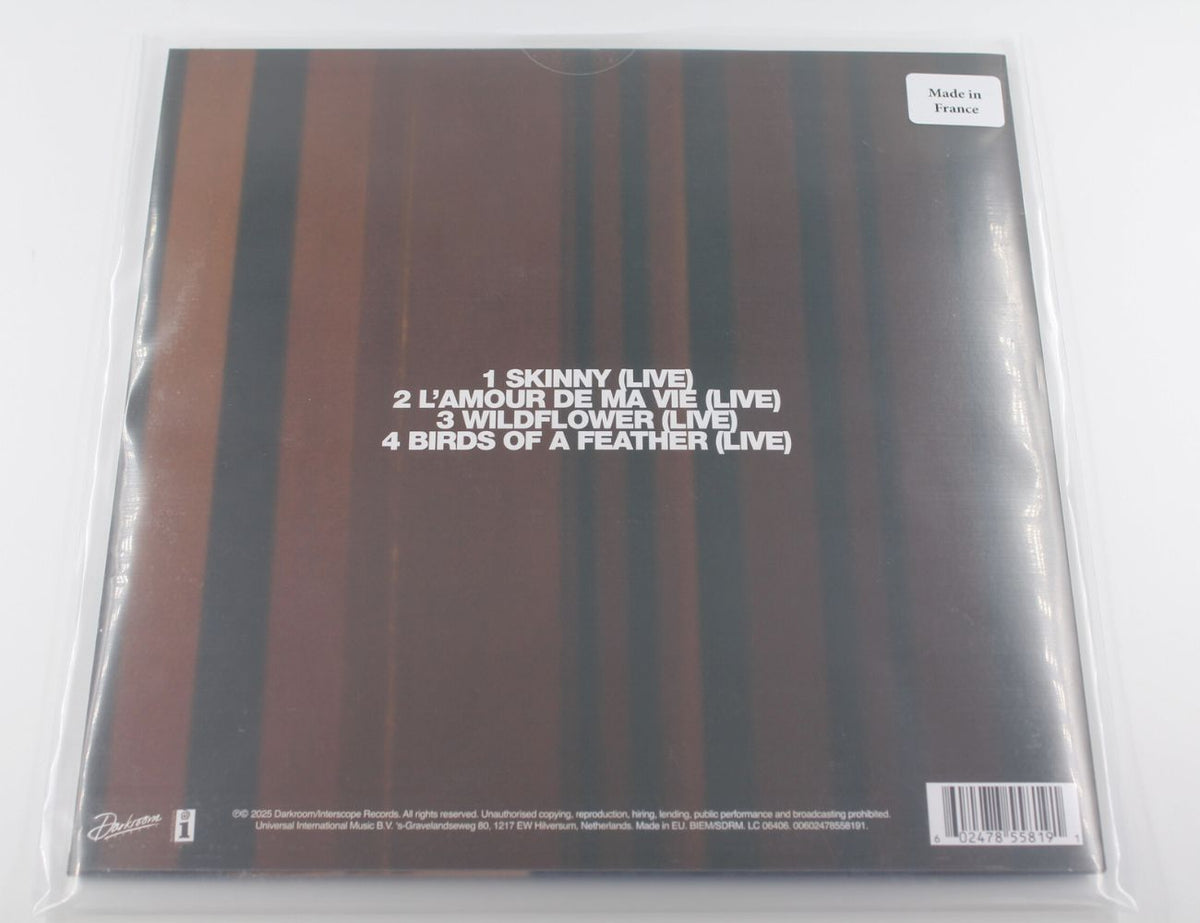 Made in
France
1 SKINNY (LIVE)
2 L'AMOUR DE MA VIE (LIVE)
3 WILDFLOWER (LIVE)
4 BIRDS OF A FEATHER (LIVE)
Darkroom
i
℗© 2025 Darkroom/Interscope Records. All rights reserved. Unauthorised copying, reproduction, hiring, lending, public performance and broadcasting prohibited.
Universal International Music B.V. 's-Gravelandseweg 80, 1217 EW Hilversum, Netherlands. Made in EU. BIEM/SDRM. LC 06406. 00602478558191.
6 02478 55819 1